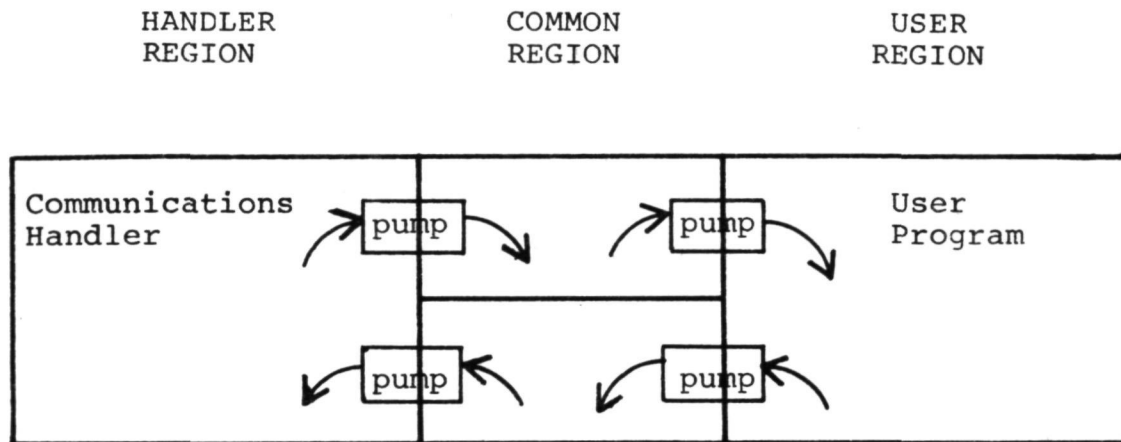 HANDLER
REGION
COMMON
REGION
USER
REGION
Communications
Handler
pump
pump
User
Program
pump
pump